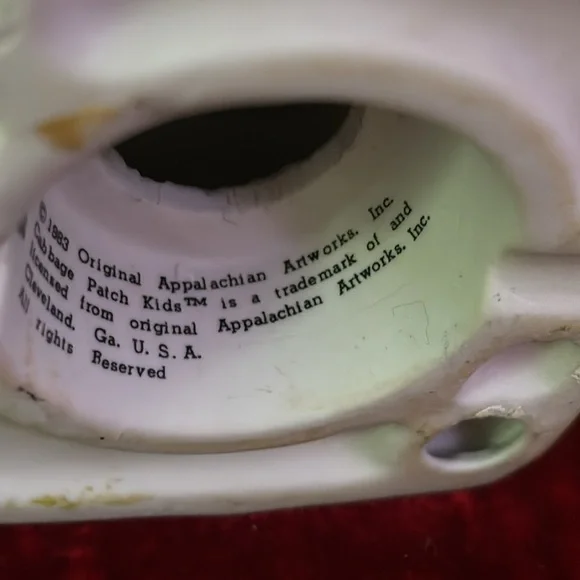 © 1983 Original Appalachian Artworks. Inc.
Cabbage Patch Kids™ is a trademark of and
licensed from original Appalachian Artworks. Inc.
Cleveland. Ga. U. S. A.
All rights Reserved